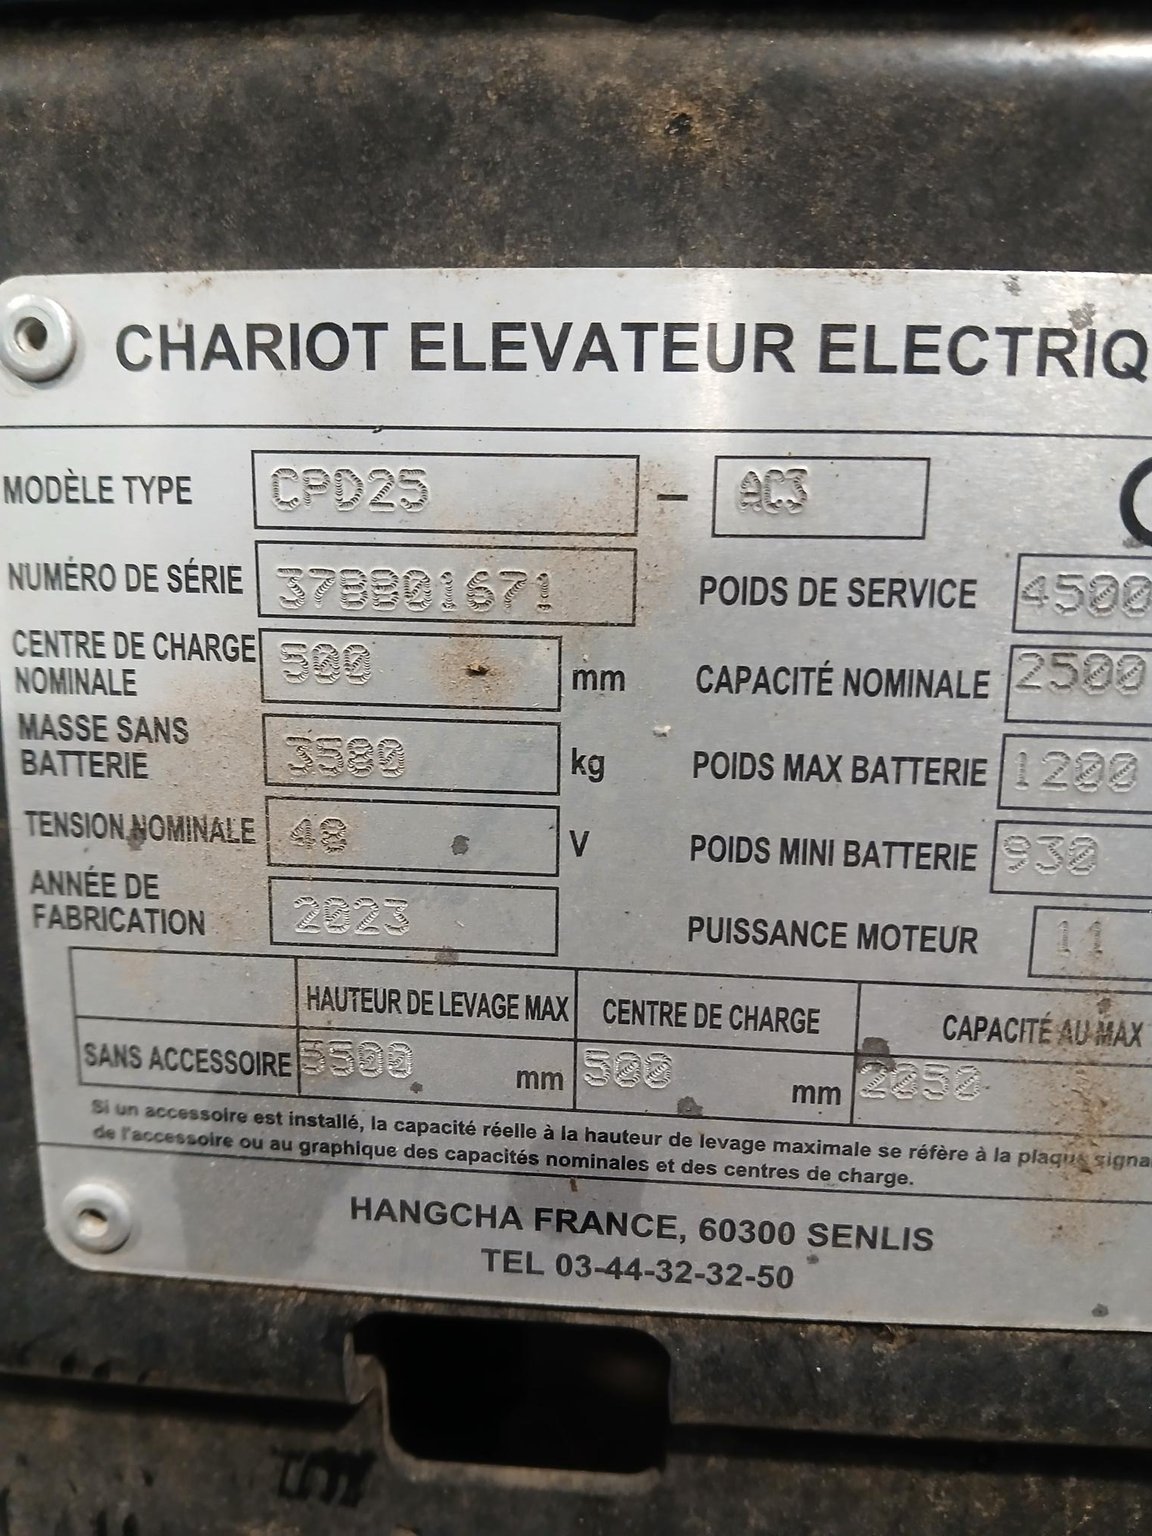 CHARIOT ELEVATEUR ELECTRIQ
MODÈLE TYPE CPD25 - AC3
NUMÉRO DE SÉRIE
POIDS DE SERVICE 4500
CENTRE DE CHARGE NOMINALE 500 mm
CAPACITÉ NOMINALE 2500
MASSE SANS BATTERIE 3580 kg
POIDS MAX BATTERIE 1200
TENSION NOMINALE 48 V
POIDS MINI BATTERIE 930
ANNÉE DE FABRICATION 2023
PUISSANCE MOTEUR 11
HAUTEUR DE LEVAGE MAX CENTRE DE CHARGE CAPACITÉ AU MAX
SANS ACCESSOIRE 5500 mm 500 mm 2050
Si un accessoire est installé, la capacité réelle à la hauteur de levage maximale se réfère à la plaque signa
de l'accessoire ou au graphique des capacités nominales et des centres de charge.
HANGCHA FRANCE, 60300 SENLIS
TEL 03-44-32-32-50